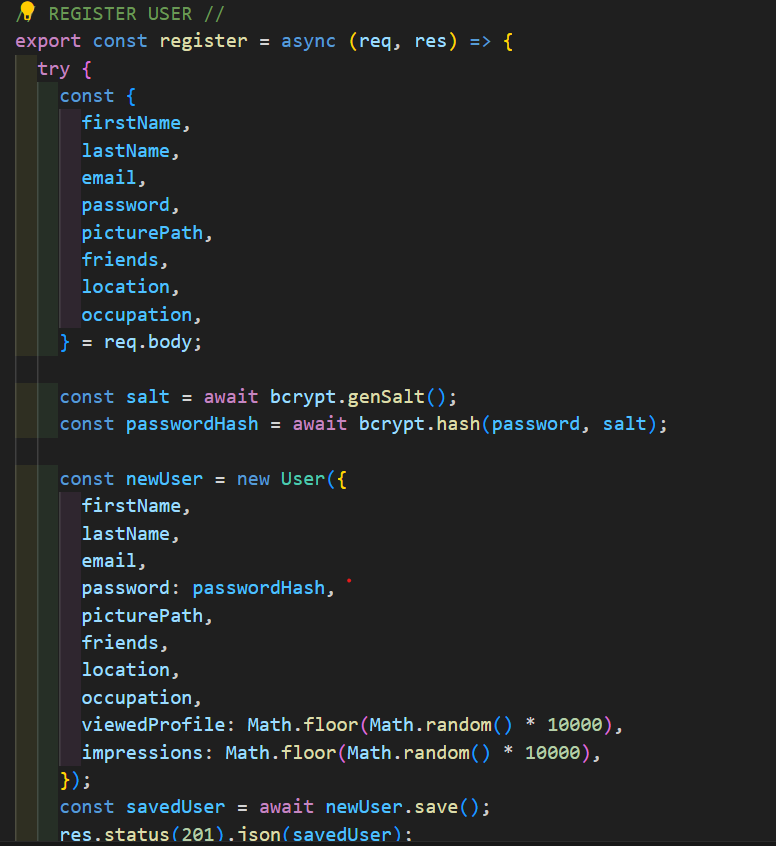 // REGISTER USER //
export const register = async (req, res) => {
try {
const {
firstName,
lastName,
email,
password,
picturePath,
friends,
location,
occupation,
} = req.body;
const salt = await bcrypt.genSalt();
const passwordHash = await bcrypt.hash(password, salt);
const newUser = new User({
firstName,
lastName,
email,
password: passwordHash,
picturePath,
friends,
location,
occupation,
viewedProfile: Math.floor(Math.random() * 10000),
impressions: Math.floor(Math.random() * 10000),
});
const savedUser = await newUser.save();
res.status(201).json(savedUser);